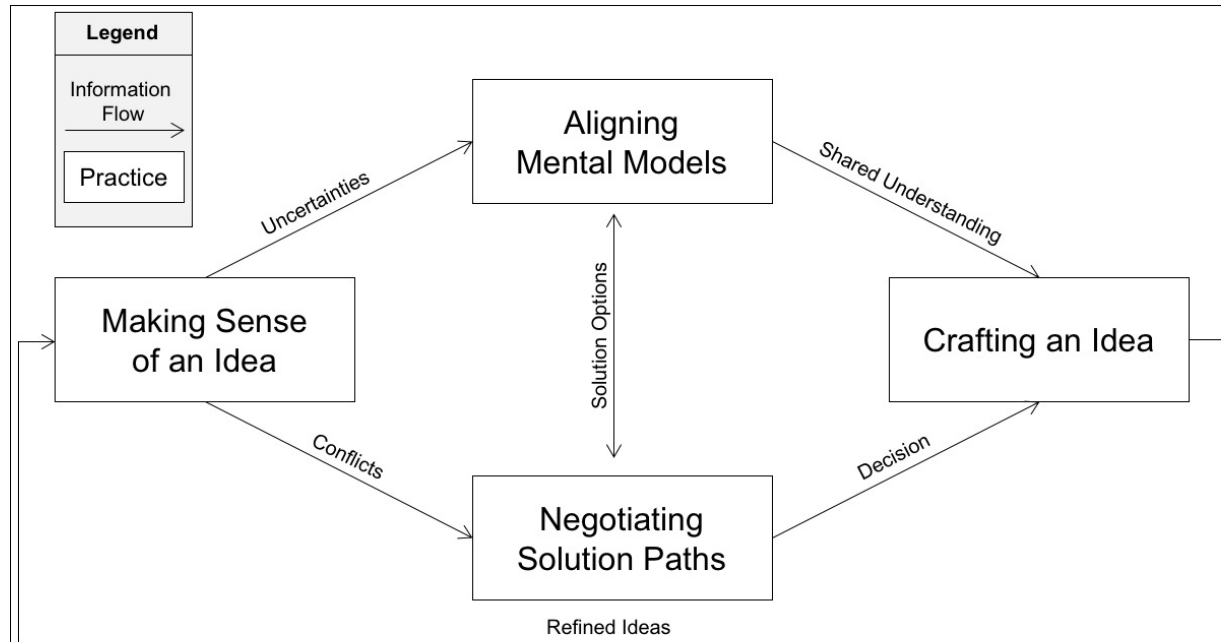 Legend
Information
Flow
Practice
Aligning
Mental Models
Uncertainties
Shared Understanding
Making Sense
of an Idea
Solution Options
Crafting an Idea
Conflicts
Decision
Negotiating
Solution Paths
Refined Ideas